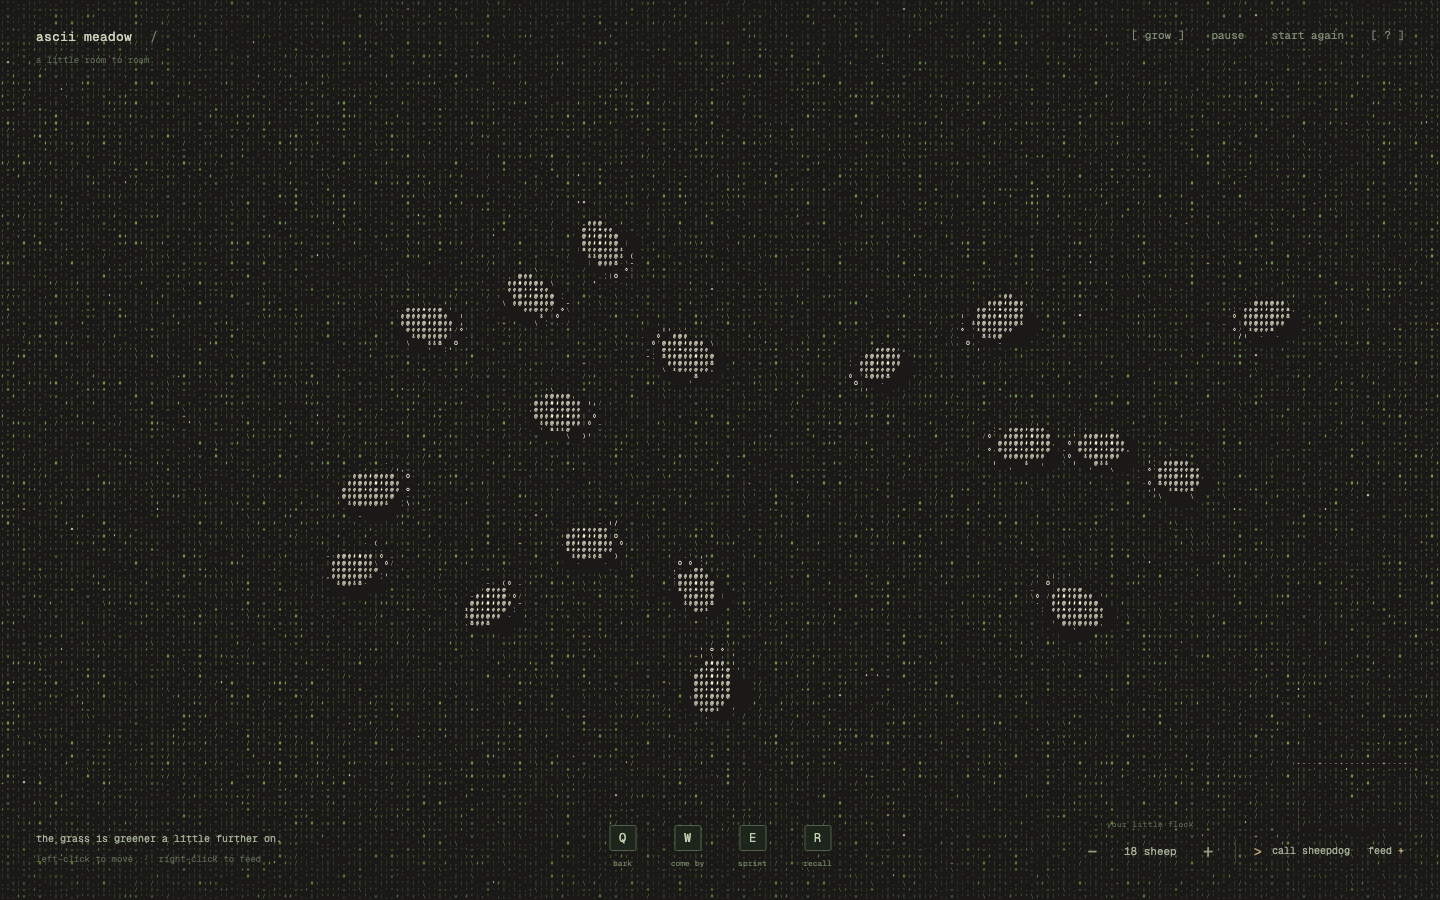 ascii meadow /
a little room to roam
[ grow ] pause start again [ ? ]
the grass is greener a little further on.
left-click to move · right-click to feed
Q W E R
bark come by sprint recall
your little flock
− 18 sheep + > call sheepdog feed +